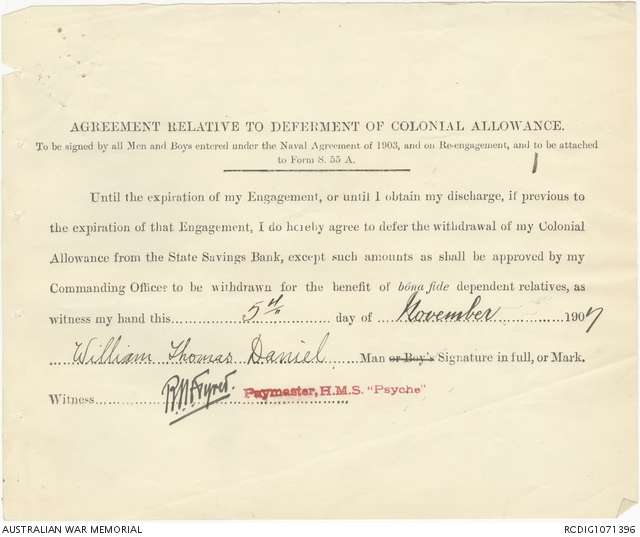 AGREEMENT RELATIVE TO DEFERMENT OF COLONIAL ALLOWANCE.
To be signed by all Men and Boys entered under the Naval Agreement of 1903, and on Re-engagement, and to be attached
to Form S. 55 A.
Until the expiration of my Engagement, or until I obtain my discharge, if previous to
the expiration of that Engagement, I do hereby agree to defer the withdrawal of my Colonial
Allowance from the State Savings Bank, except such amounts as shall be approved by my
Commanding Officer to be withdrawn for the benefit of bóna fide dependent relatives, as
witness my hand this 5th day of November 1907
William Thomas Daniel Man or Boy's Signature in full, or Mark.
Witness Paymaster, H.M.S. "Psyche"
AUSTRALIAN WAR MEMORIAL RCDIG1071396